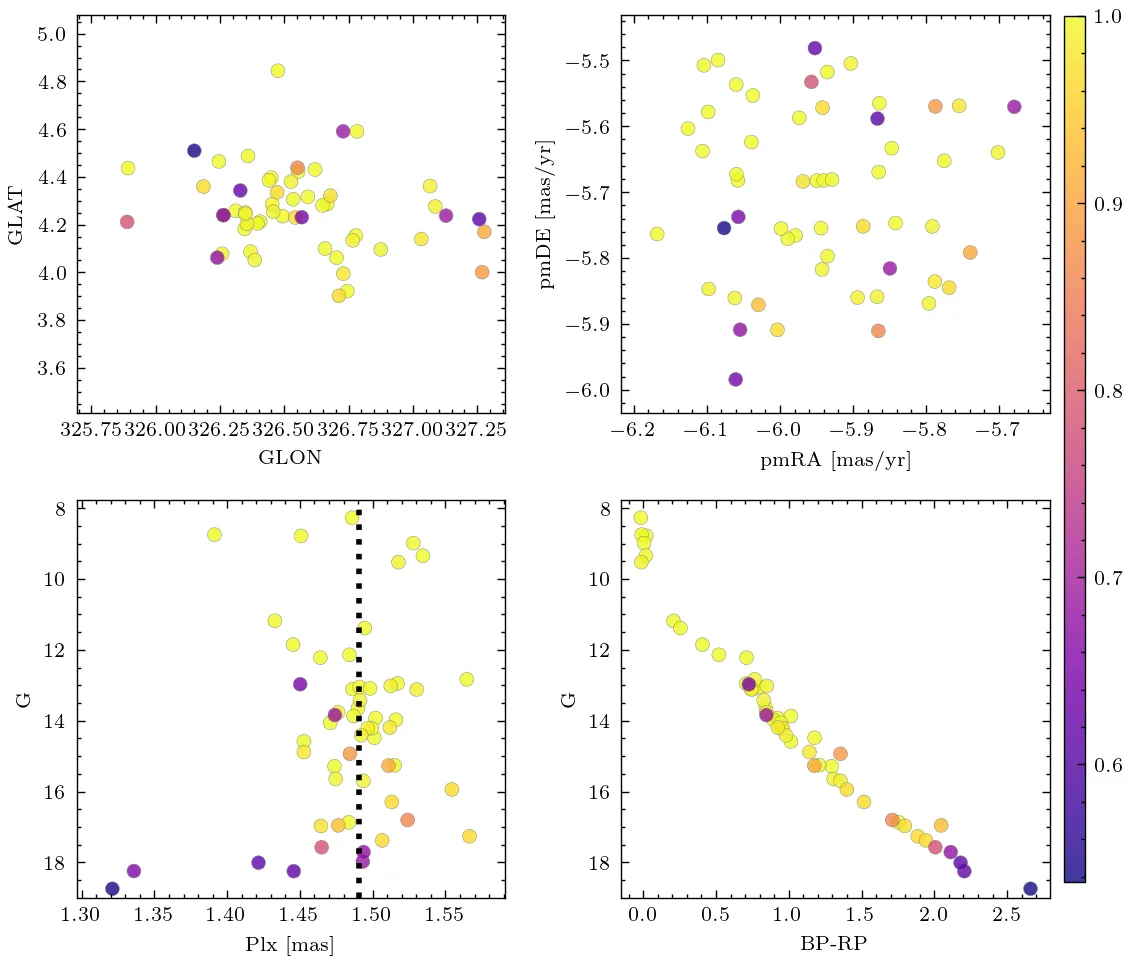 5.0
4.8
4.6
4.4
4.2
4.0
3.8
3.6
GLAT
325.75 326.00 326.25 326.50 326.75 327.00 327.25
GLON
−5.5
−5.6
−5.7
−5.8
−5.9
−6.0
pmDE [mas/yr]
−6.2 −6.1 −6.0 −5.9 −5.8 −5.7
pmRA [mas/yr]
1.0
0.9
0.8
0.7
0.6
8
10
12
14
16
18
G
1.30 1.35 1.40 1.45 1.50 1.55
Plx [mas]
8
10
12
14
16
18
G
0.0 0.5 1.0 1.5 2.0 2.5
BP-RP